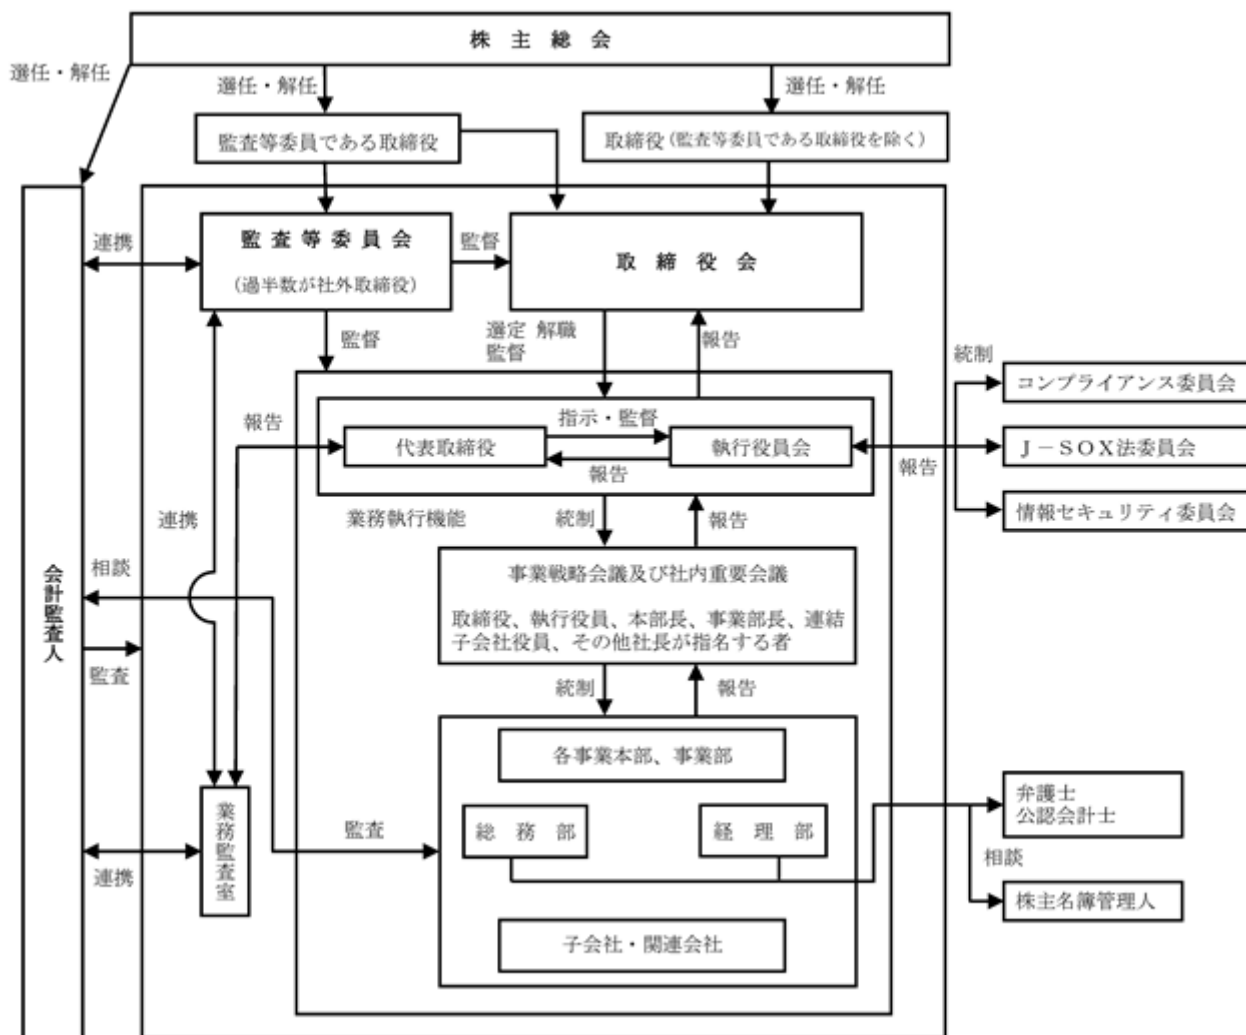 株主総会
選任・解任
選任・解任
選任・解任
監査等委員である取締役
取締役(監査等委員である取締役を除く)
連携
監査等委員会
(過半数が社外取締役)
監督
取締役会
監督
選定 解職
監督
報告
統制
コンプライアンス委員会
報告
指示・監督
代表取締役
執行役員会
報告
報告
J-SOX法委員会
情報セキュリティ委員会
連携
業務執行機能
統制
報告
会計監査人
相談
事業戦略会議及び社内重要会議
取締役、執行役員、本部長、事業部長、連結
子会社役員、その他社長が指名する者
監査
統制
報告
各事業本部、事業部
業務監査室
監査
総務部
経理部
弁護士
公認会計士
連携
相談
株主名簿管理人
子会社・関連会社